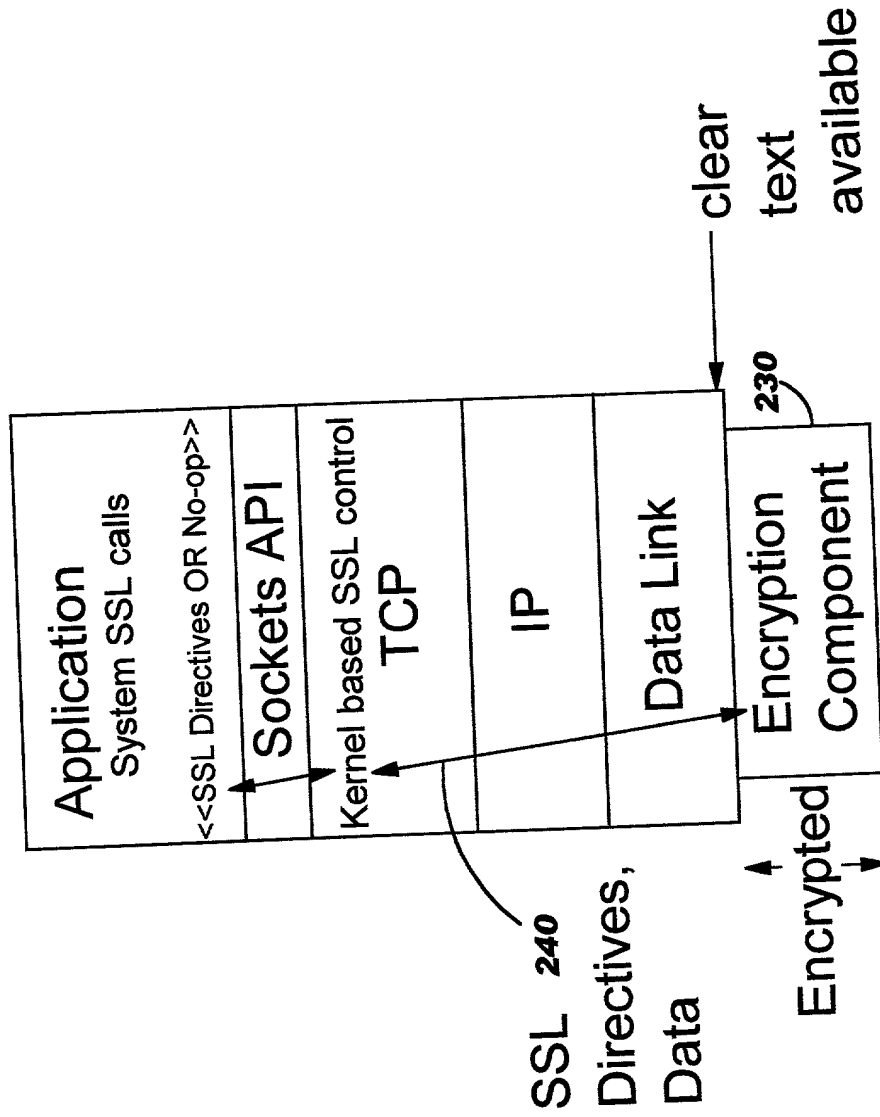 Application
System SSL calls
<<SSL Directives OR No-op>>
Sockets API
Kernel based SSL control
TCP
IP
Data Link
Encryption
Component
230
240
SSL
Directives,
Data
Encrypted
clear
text
available